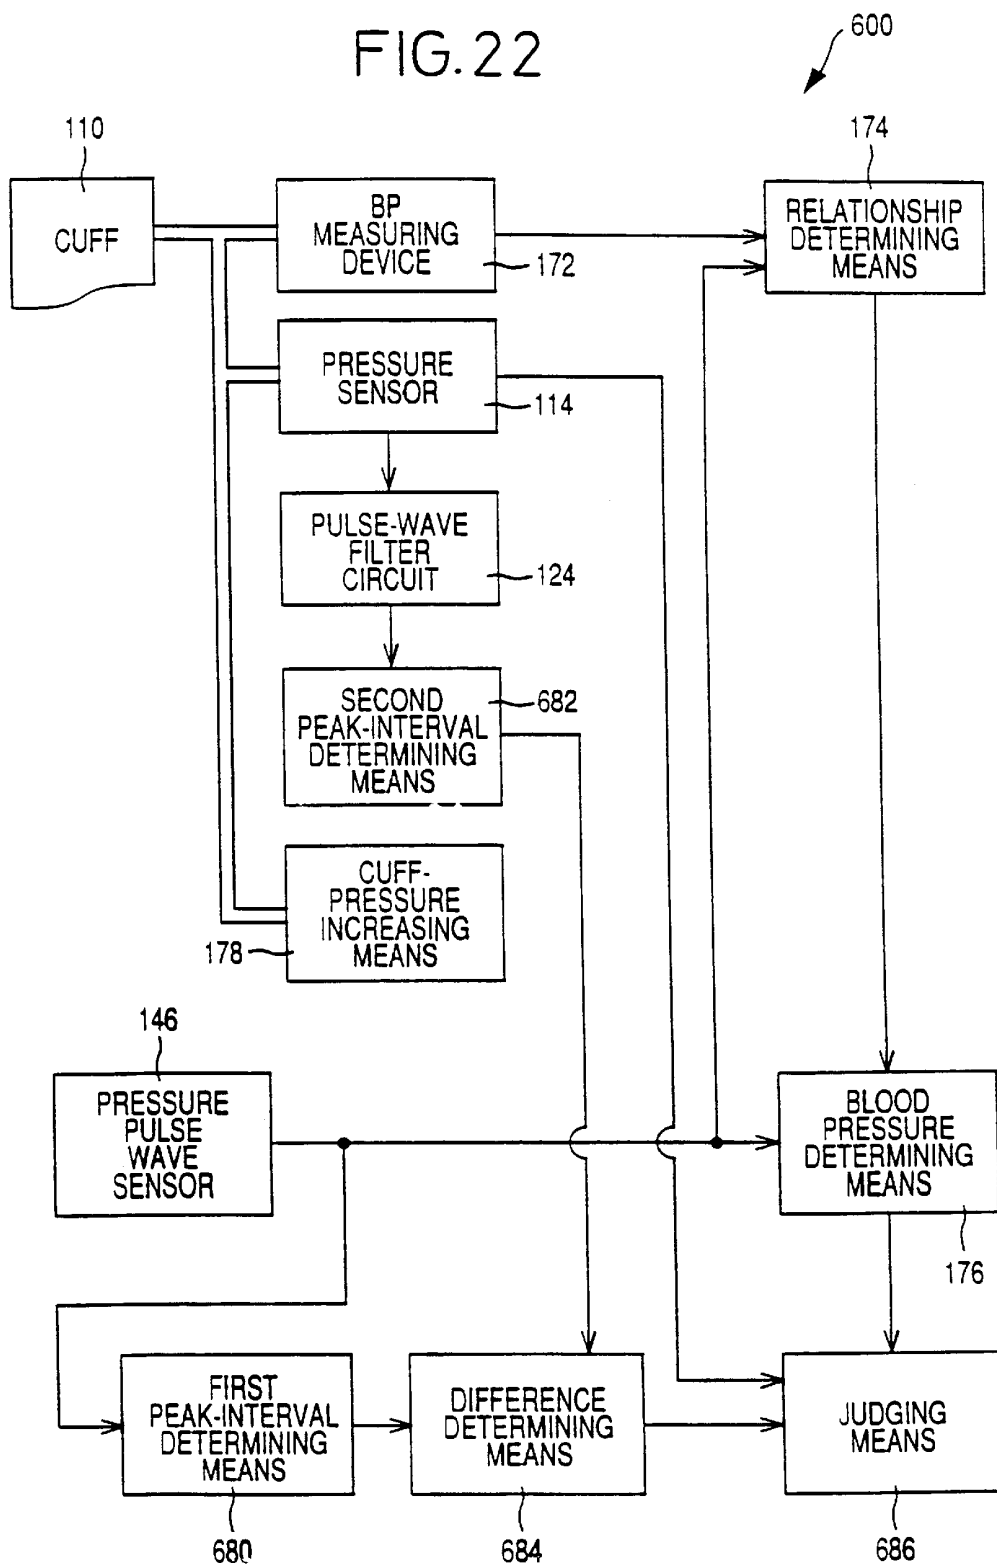 FIG.22
600
110
174
CUFF
BP
MEASURING
DEVICE
172
RELATIONSHIP
DETERMINING
MEANS
PRESSURE
SENSOR
114
PULSE-WAVE
FILTER
CIRCUIT
124
SECOND
PEAK-INTERVAL
DETERMINING
MEANS
682
CUFF-
PRESSURE
INCREASING
MEANS
178
146
PRESSURE
PULSE
WAVE
SENSOR
BLOOD
PRESSURE
DETERMINING
MEANS
176
FIRST
PEAK-INTERVAL
DETERMINING
MEANS
DIFFERENCE
DETERMINING
MEANS
JUDGING
MEANS
680
684
686